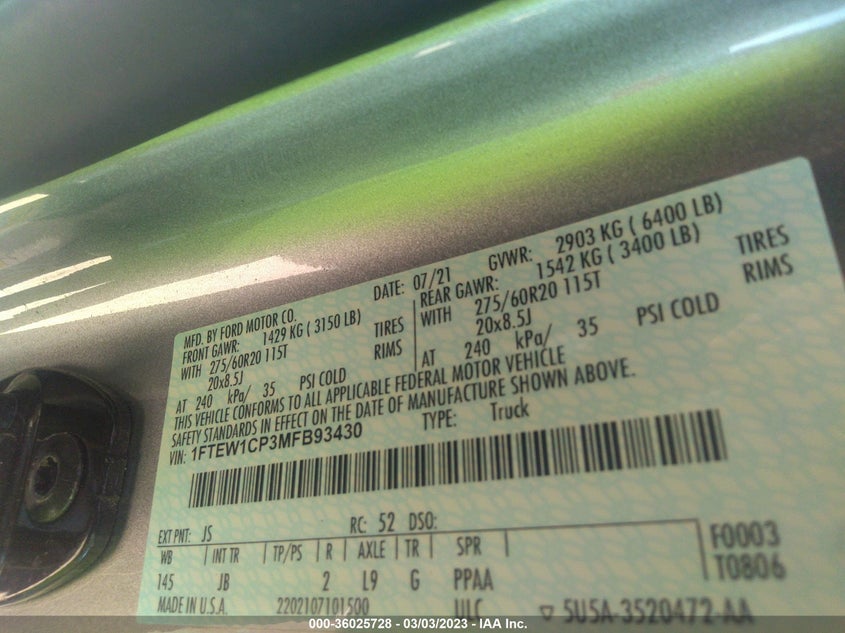 MFD. BY FORD MOTOR CO. DATE: 07/21 GVWR: 2903 KG ( 6400 LB)
FRONT GAWR: 1429 KG ( 3150 LB) REAR GAWR: 1542 KG ( 3400 LB)
WITH 275/60R20 115T TIRES WITH 275/60R20 115T TIRES
20x8.5J RIMS 20x8.5J RIMS
AT 240 kPa/ 35 PSI COLD AT 240 kPa/ 35 PSI COLD
THIS VEHICLE CONFORMS TO ALL APPLICABLE FEDERAL MOTOR VEHICLE
SAFETY STANDARDS IN EFFECT ON THE DATE OF MANUFACTURE SHOWN ABOVE.
VIN: 1FTEW1CP3MFB93430 TYPE: Truck
EXT PNT: JS RC: 52 DSO: F0003
WB INT TR TP/PS R AXLE TR SPR T0806
145 JB 2 L9 G PPAA
MADE IN U.S.A. 2202107101500 ULC ▽ 5U5A-3520472-AA
000-36025728 - 03/03/2023 - IAA Inc.